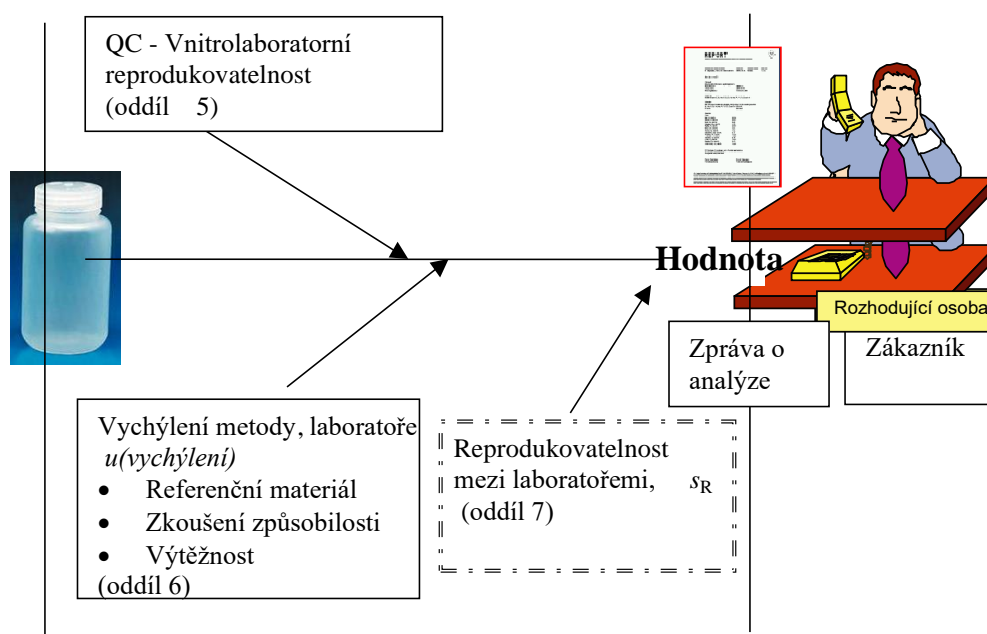 QC - Vnitrolaboratorní
reprodukovatelnost
(oddíl 5)
REPORT
Hodnota
Rozhodující osoba
Zpráva o
analýze
Zákazník
Vychýlení metody, laboratoře
u(vychýlení)
• Referenční materiál
• Zkoušení způsobilosti
• Výtěžnost
(oddíl 6)
Reprodukovatelnost
mezi laboratořemi, sR
(oddíl 7)